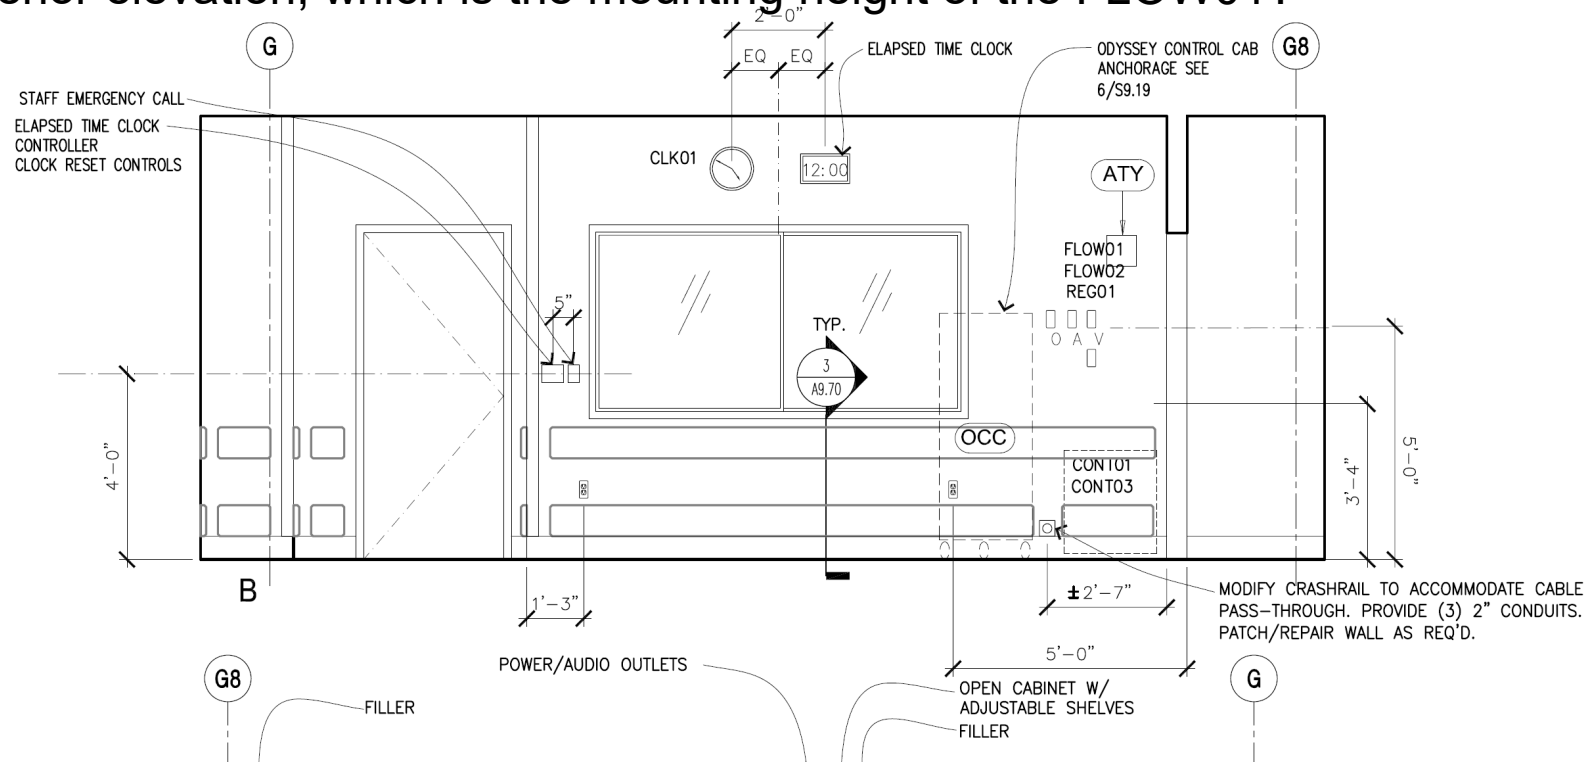 2'-0"
G
EQ
EQ
ELAPSED TIME CLOCK
ODYSSEY CONTROL CAB
ANCHORAGE SEE
6/S9.19
G8
STAFF EMERGENCY CALL
ELAPSED TIME CLOCK
CONTROLLER
CLOCK RESET CONTROLS
CLK01
12:00
ATY
FLOW01
FLOW02
REG01
5"
TYP.
O A V
3
A9.70
4'-0"
OCC
CONT01
CONT03
3'-4"
5'-0"
B
1'-3"
±2'-7"
MODIFY CRASHRAIL TO ACCOMMODATE CABLE
PASS-THROUGH. PROVIDE (3) 2" CONDUITS.
PATCH/REPAIR WALL AS REQ'D.
5'-0"
POWER/AUDIO OUTLETS
G8
FILLER
OPEN CABINET W/
ADJUSTABLE SHELVES
FILLER
G